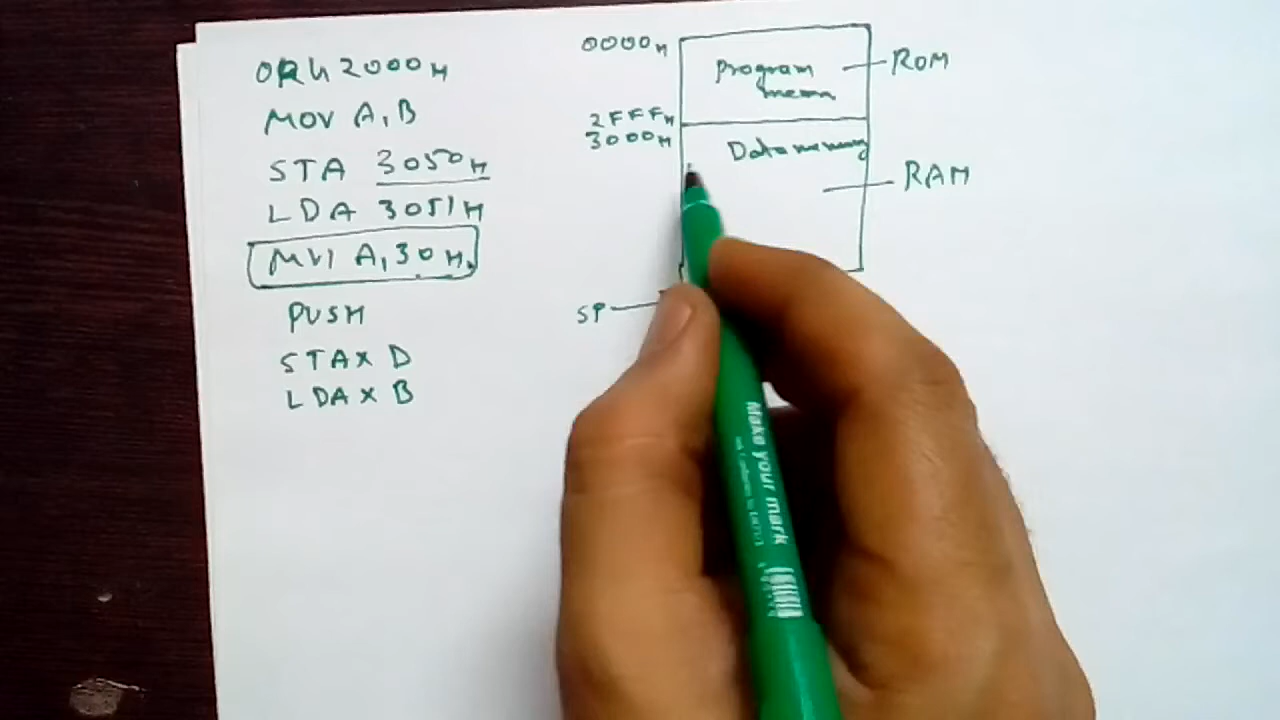 ORG 2000H
MOV A,B
STA 3050H
LDA 3051H
MVI A,30H.
PUSH
STAX D
LDAX B
0000H
Program
ROM
2FFFH
3000H
Data memory
RAM
SP
Make your mark